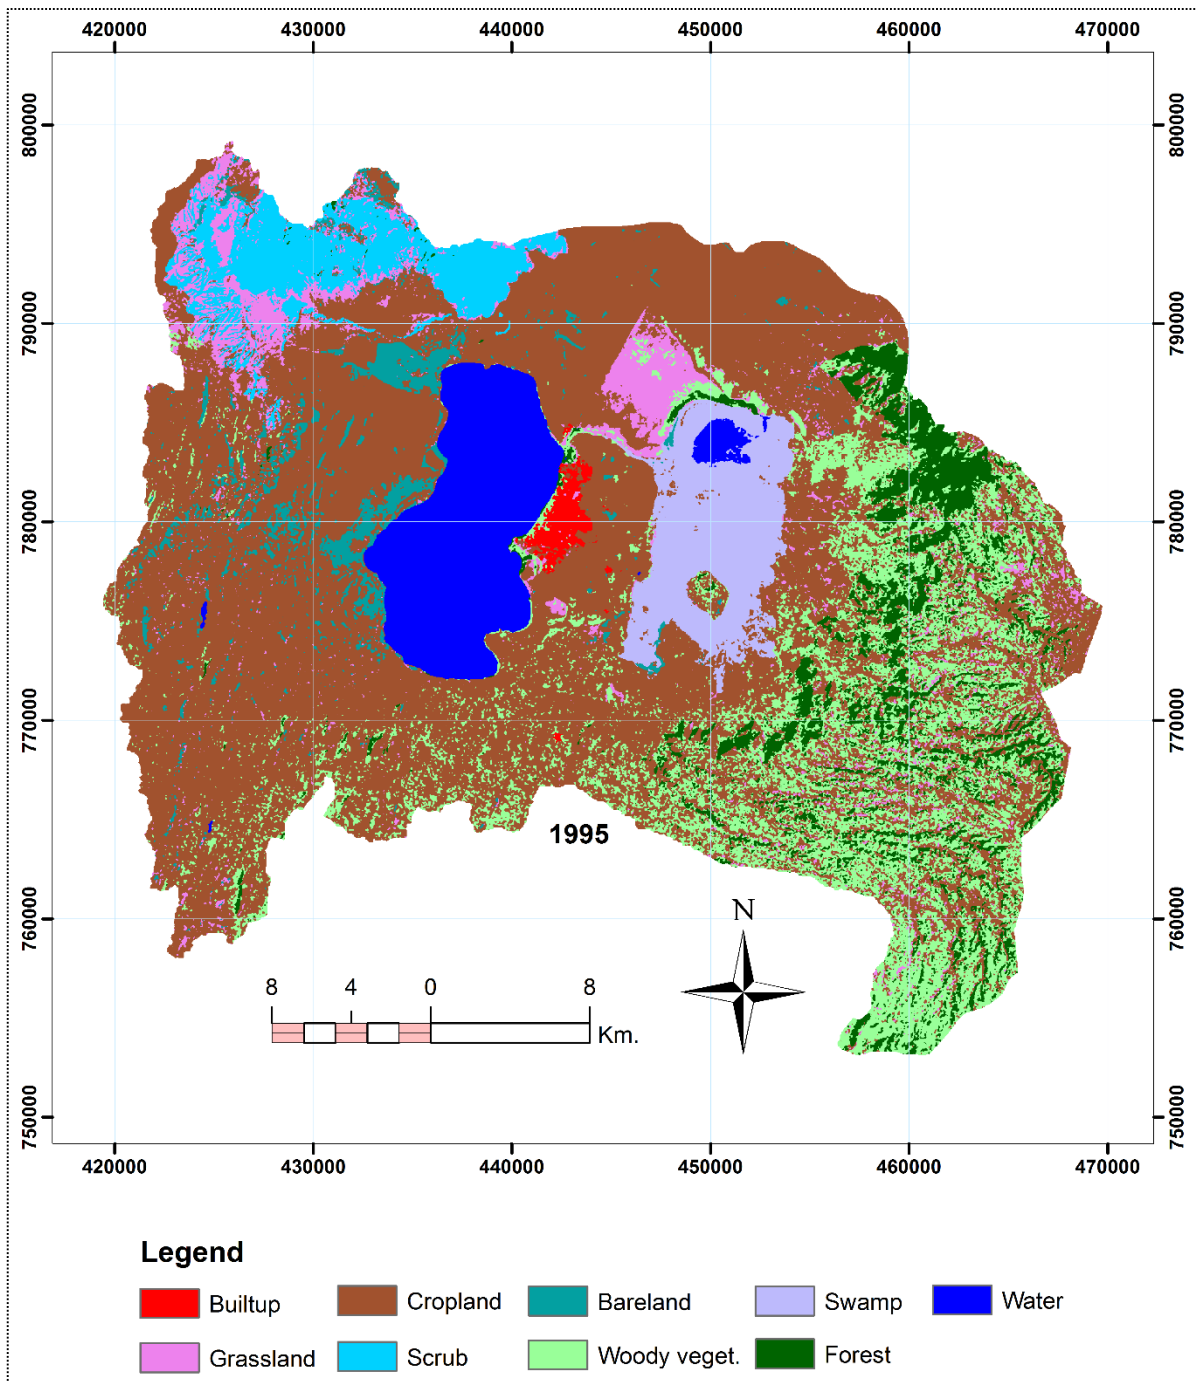 420000 430000 440000 450000 460000 470000
800000 800000
790000 790000
780000 780000
770000 770000
760000 760000
750000 750000
1995
N
8 4 0 8
Km.
420000 430000 440000 450000 460000 470000
Legend
Builtup Cropland Bareland Swamp Water
Grassland Scrub Woody veget. Forest